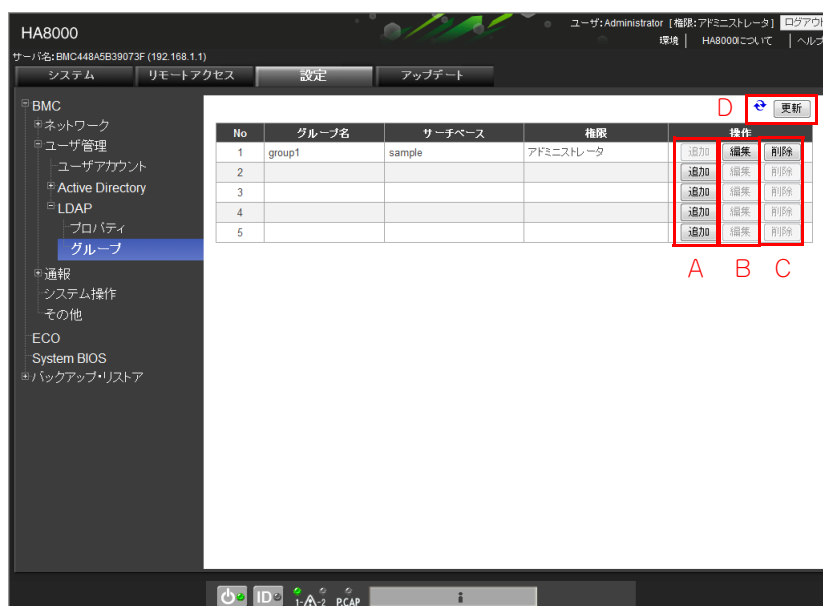 HA8000
ユーザ:Administrator [権限:アドミニストレータ] ログアウト
環境 | HA8000について | ヘルプ
サーバ名:BMC448A5B39073F (192.168.1.1)
システム リモートアクセス 設定 アップデート
BMC
ネットワーク
ユーザ管理
ユーザアカウント
Active Directory
LDAP
プロパティ
グループ
通報
システム操作
その他
ECO
System BIOS
バックアップ・リストア
D 更新
No グループ名 サーチベース 権限 操作
1 group1 sample アドミニストレータ 追加 編集 削除
2 追加 編集 削除
3 追加 編集 削除
4 追加 編集 削除
5 追加 編集 削除
A B C
ID 1-2 P.CAP i